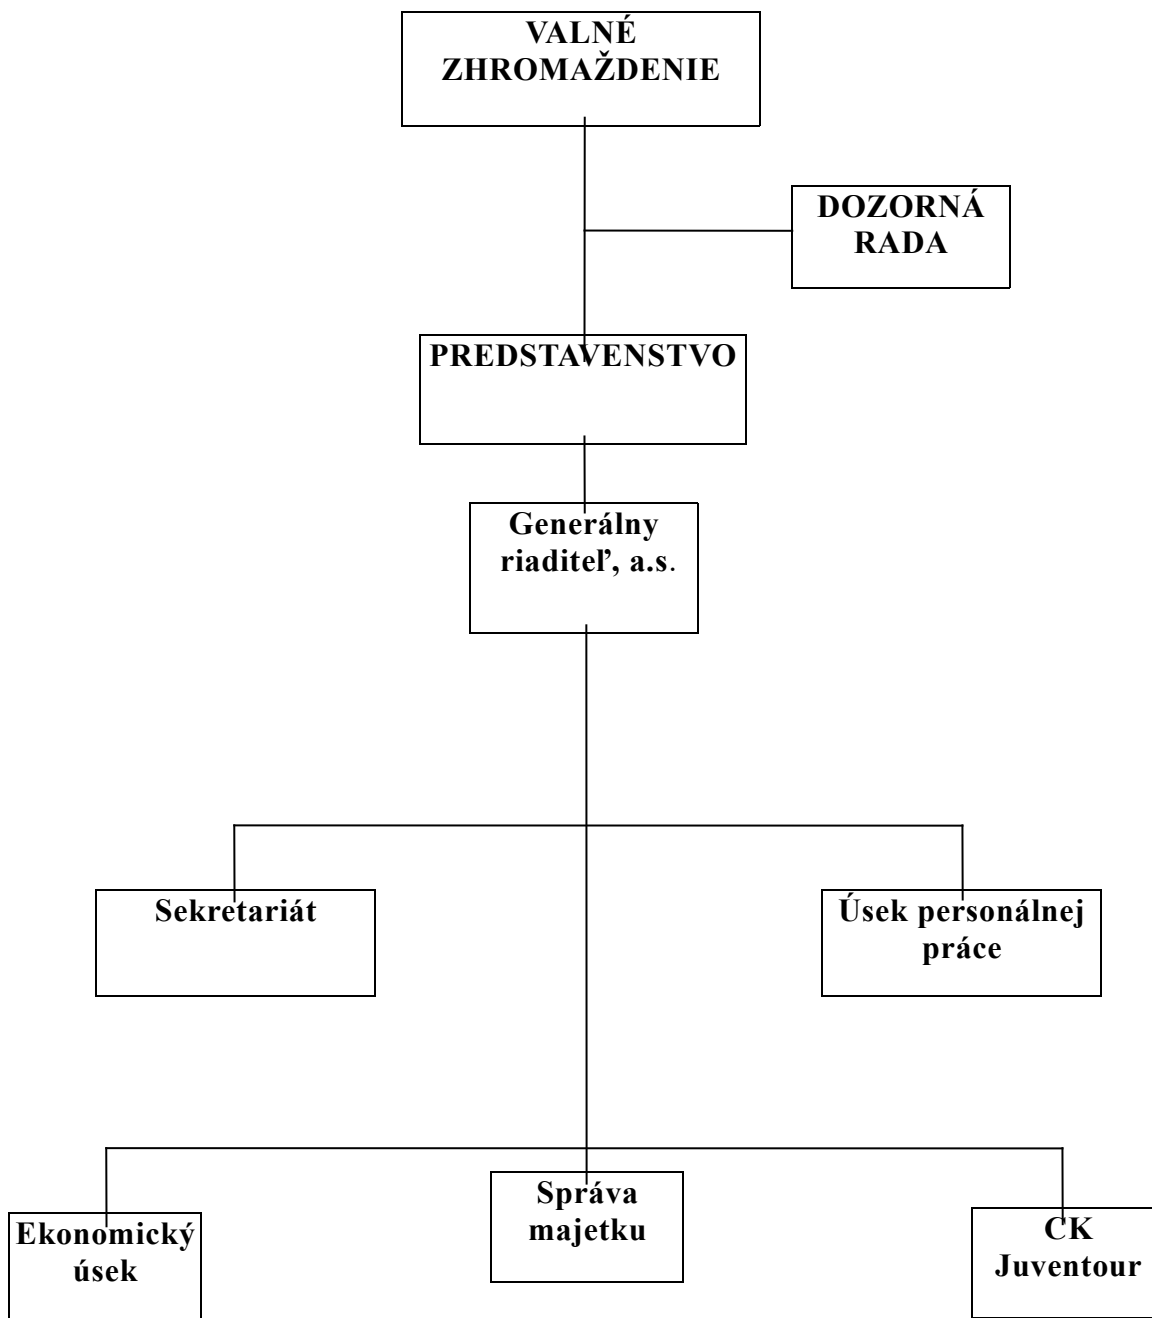 VALNÉ
ZHROMAŽDENIE
DOZORNÁ
RADA
PREDSTAVENSTVO
Generálny
riaditeľ, a.s.
Sekretariát
Úsek personálnej
práce
Ekonomický
úsek
Správa
majetku
CK
Juventour